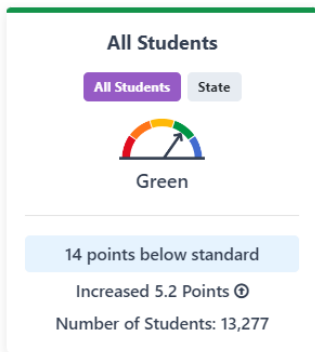 All Students
All Students State
Green
14 points below standard
Increased 5.2 Points
Number of Students: 13,277